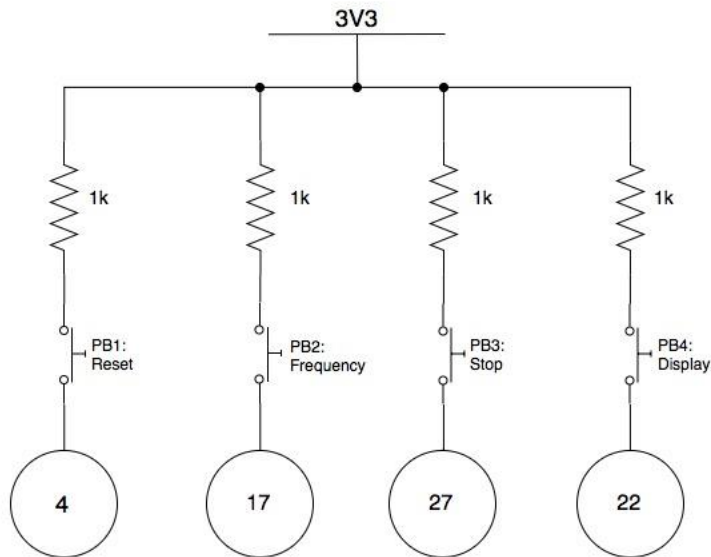 3V3
1k
1k
1k
1k
PB1:
Reset
PB2:
Frequency
PB3:
Stop
PB4:
Display
4
17
27
22